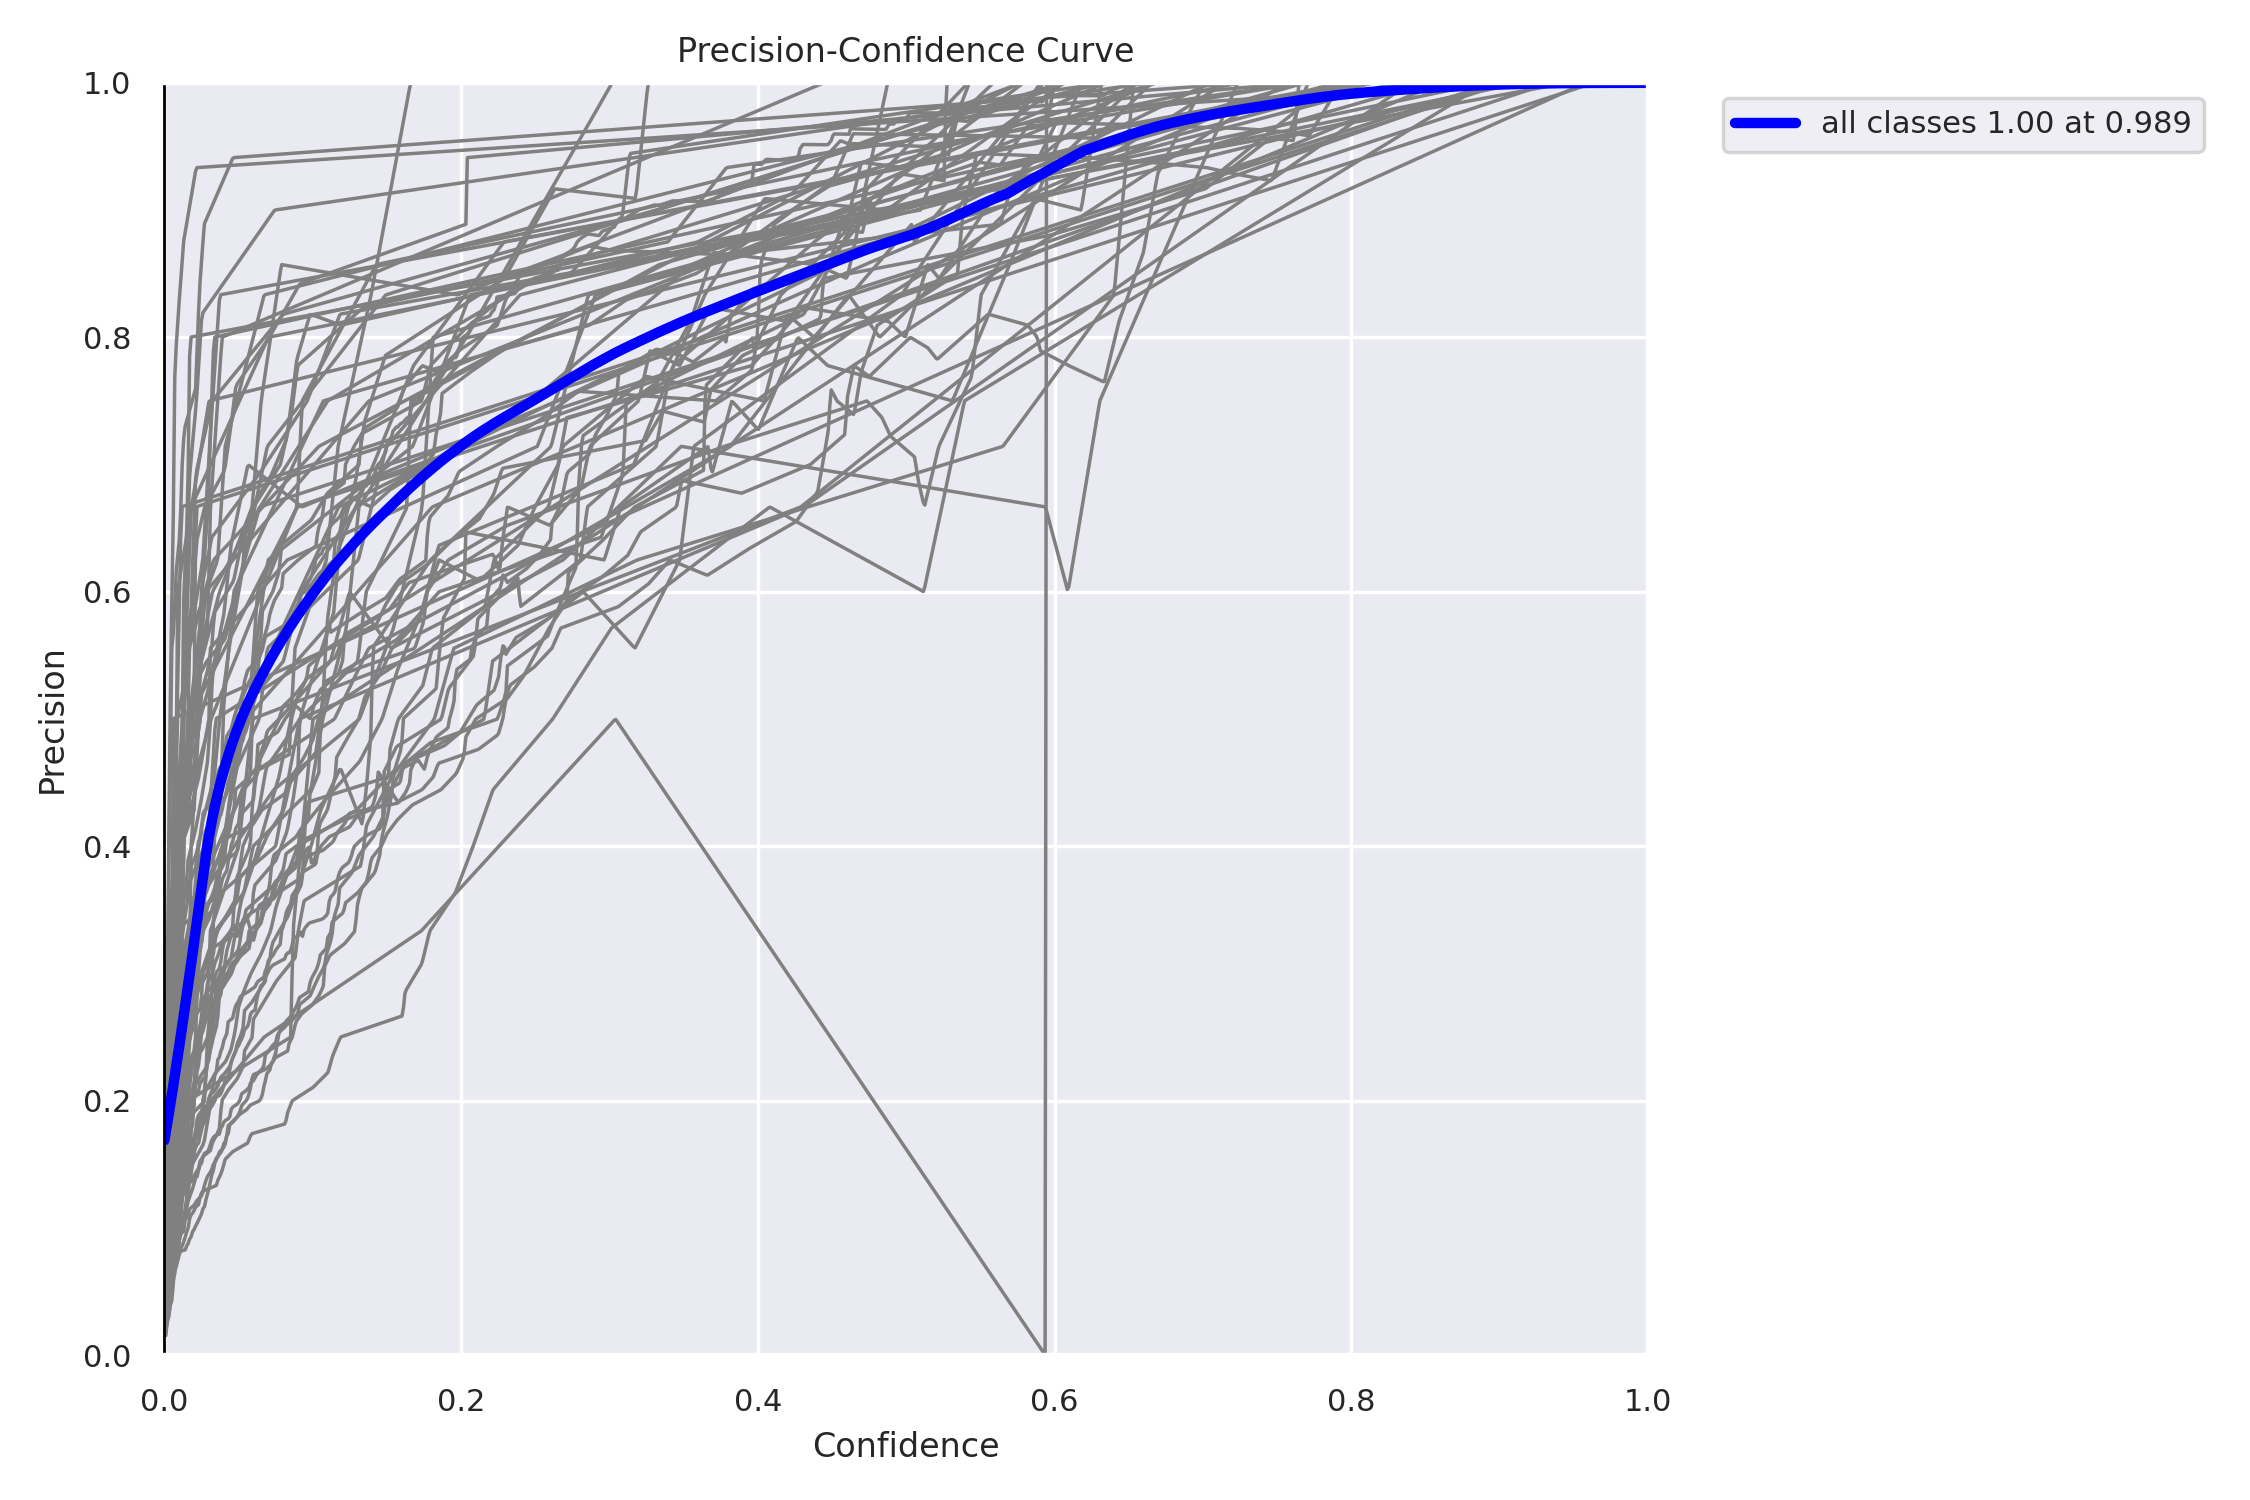 Precision-Confidence Curve
1.0
0.8
0.6
0.4
0.2
0.0
Precision
0.0 0.2 0.4 0.6 0.8 1.0
Confidence
all classes 1.00 at 0.989